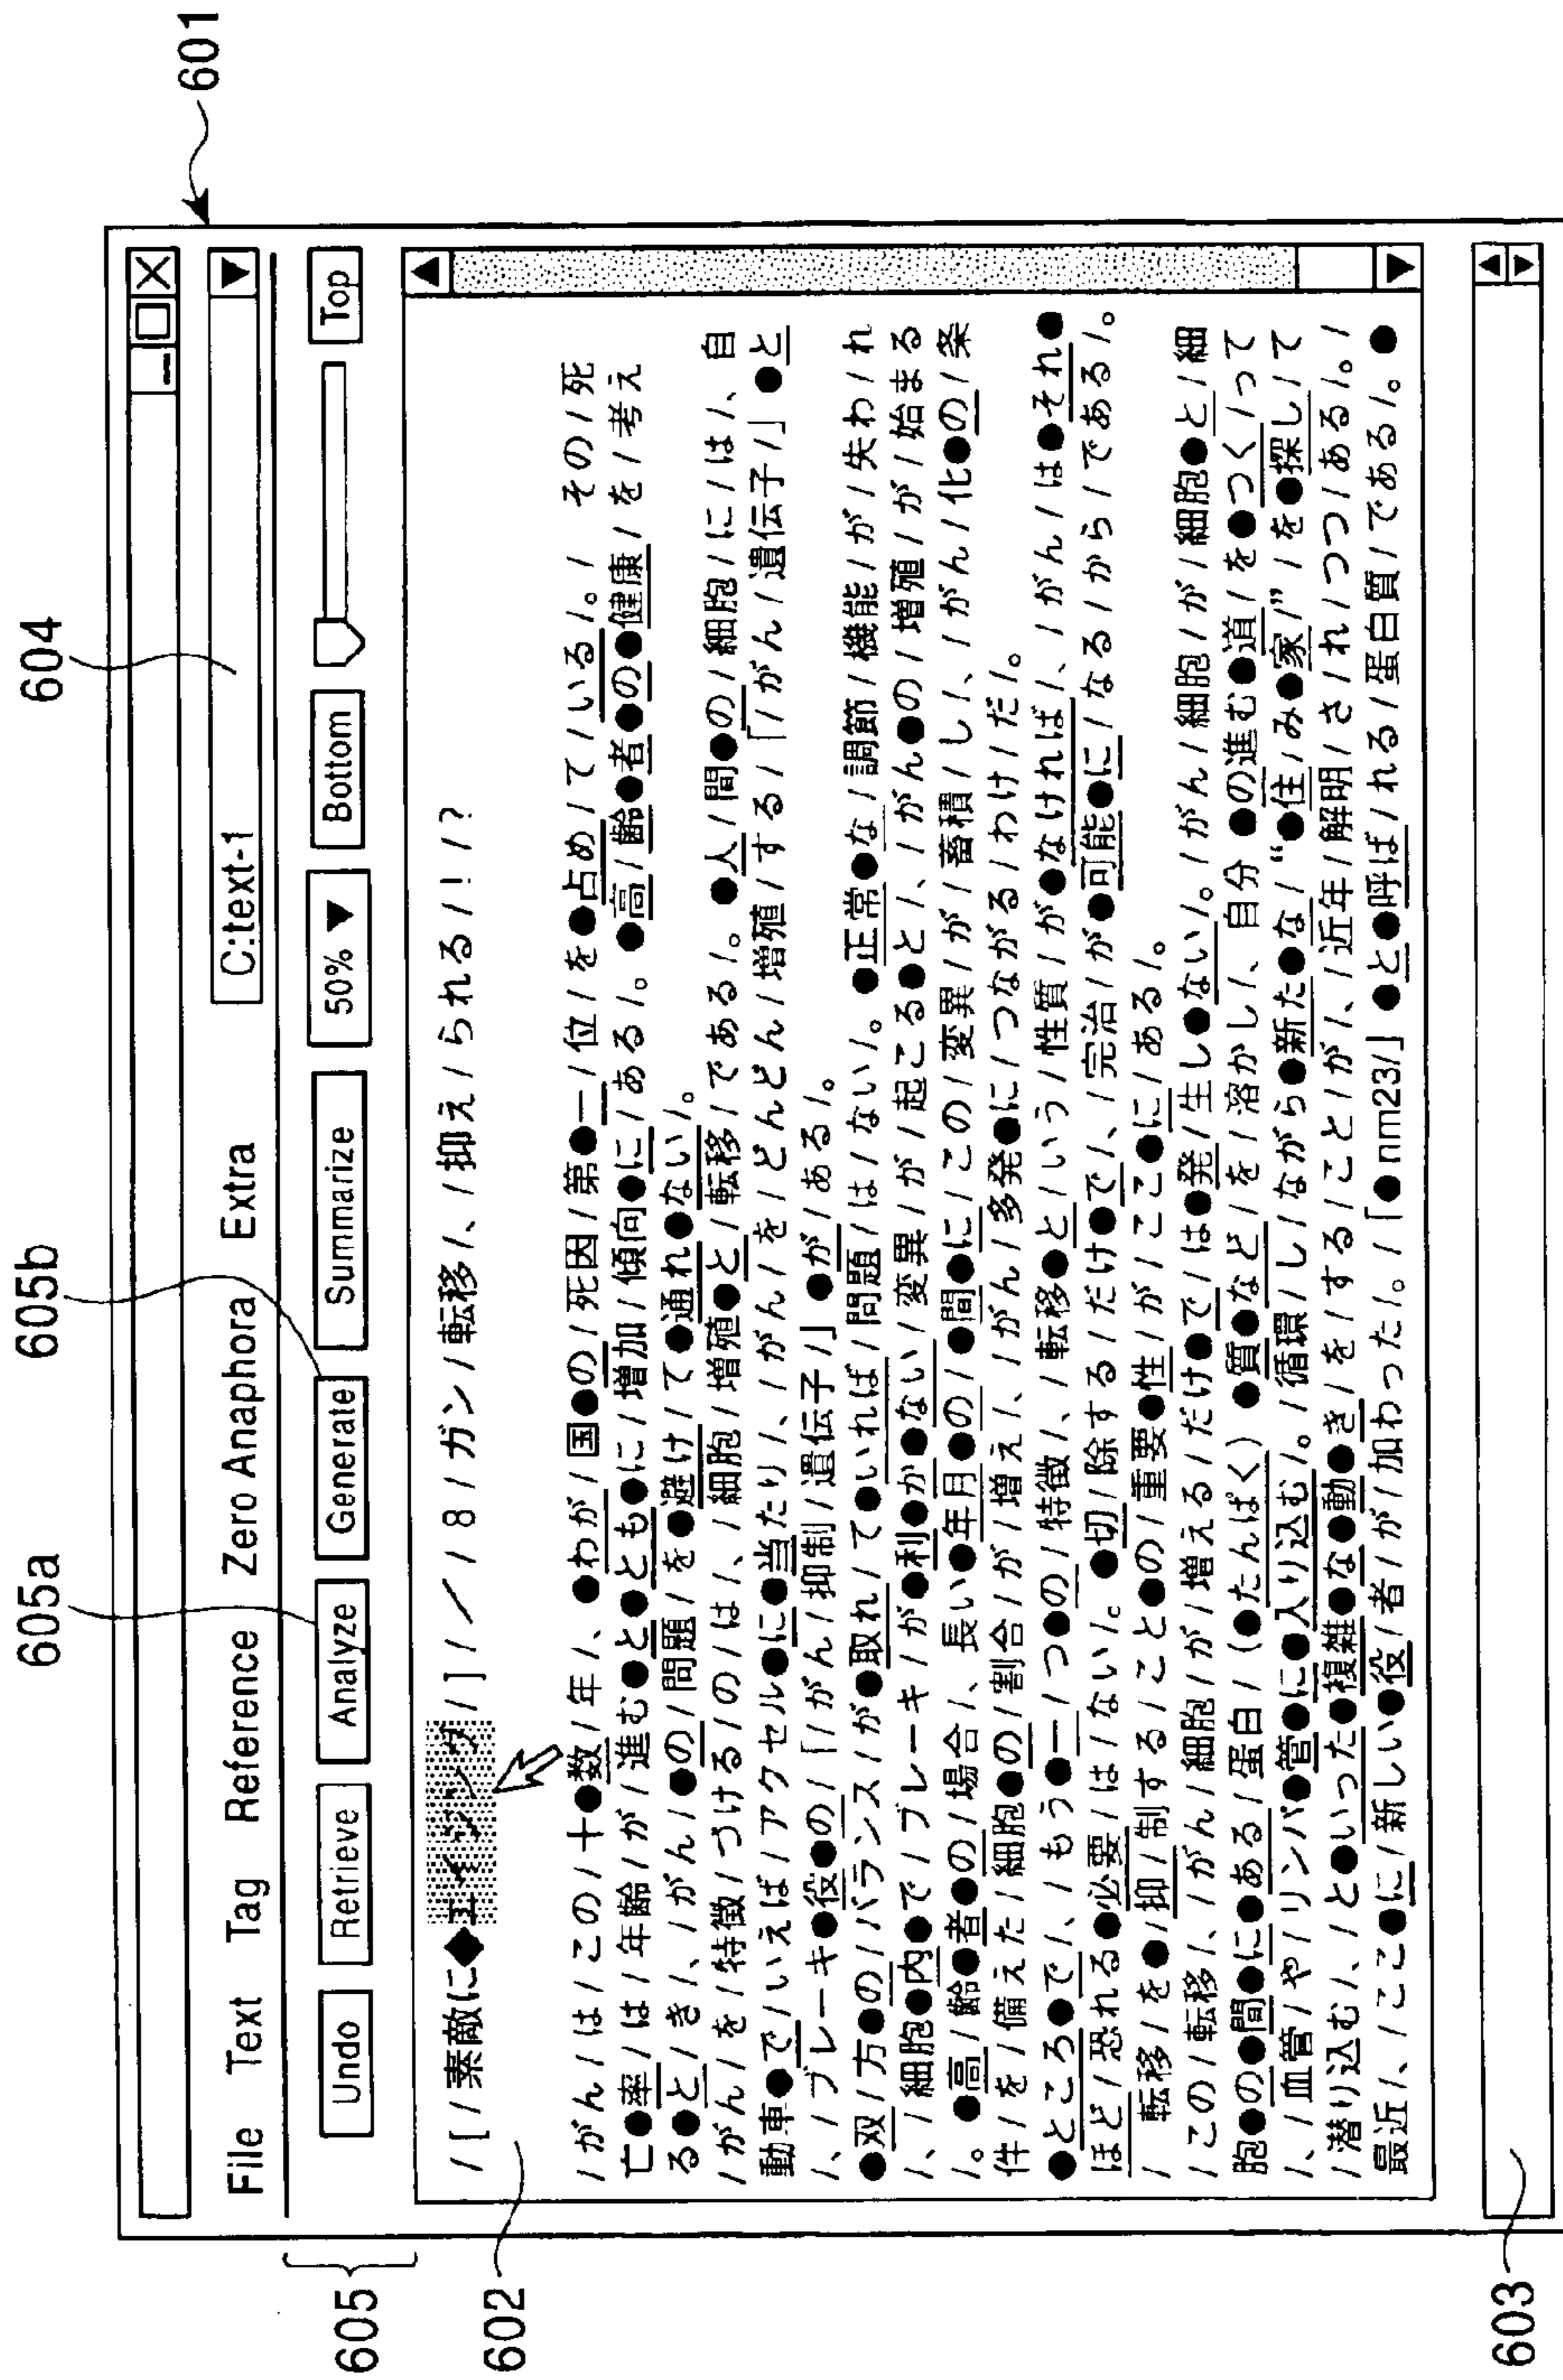 605a
605b
604
601
C:text-1
File Text Tag Reference Zero Anaphora Extra
605
Undo Retrieve Analyze Generate Summarize 50% ▼ Bottom Top
602
/[/素敵に◆エイジング/]/／/8/ガン/転移/、/抑え/られる/!/?
/がん/は/この/十●数/年/、●わが/国●の/死因/第●一/位/を●占め/て/いる/。/ その/死
亡●率/は/年齢/が/進む●と●とも●に/増加/傾向●に/ある/。●高/齢●者●の●健康/を/考え
る●と/き/、/がん/●の/問題/を●避け/て●通れ●ない/。
/がん/を/特徴/づける/の/は/、/細胞/増殖●と/転移/である/。●人/間●の/細胞/に/は/、自
動車●で/いえば/アクセル●に●当たり/、/がん/を/どんどん/増殖/する/「/がん/遺伝子/」●と
/、/ブレーキ●役●の/「/がん/抑制/遺伝子/」●が/ある/。
●双/方●の/バランス/が●取れ/て●いれば/問題/は/ない/。●正常●な/調節/機能/が/失わ/れ
/、/細胞●内●で/ブレーキ/が●利●か●ない/変異/が/起こる●と/、/がん●の/増殖/が/始まる
/。●高/齢●者●の/場合/、長い●年月●の/●間●に/この/変異/が/蓄積/し/、/がん/化●の/条
件/を/備えた/細胞●の/割合/が/増え/、/がん/多発●に/つながる/わけ/だ/。
●ところ●で/、/もう●一/つ●の/特徴/、/転移●と/いう/性質/が●なければ/、/がん/は●それ●
ほど/恐れる●必要/は/ない/。●切/除する/だけ●で/、/完治/が●可能●に/なる/から/である/。
/ 転移/を●/抑/制する/こと●の/重要●性/が/ここ●に/ある/。
/この/転移/、/がん/細胞/が/増える/だけ●で/は●発/生し●ない/。/がん/細胞/が/細胞●と/細
胞●の●間●に●ある/蛋白/(●たんぱく) ●質●など/を/溶かし/、自分 ●の進む●道/を●つく/って
/、/血管/や/リンパ●管●に●入り込む/。/循環/し/ながら●新た●な/“●住/み●家/”/を●探し/て
/潜り込む/、/と●いった●複雑●な●動●き/を/する/こと/が/、/近年/解明/さ/れ/つつ/ある/。/
最近/、/ここ●に/新しい●役/者/が/加わった/。/「●nm23/」●と●呼ば/れる/蛋白質/である/。●
603